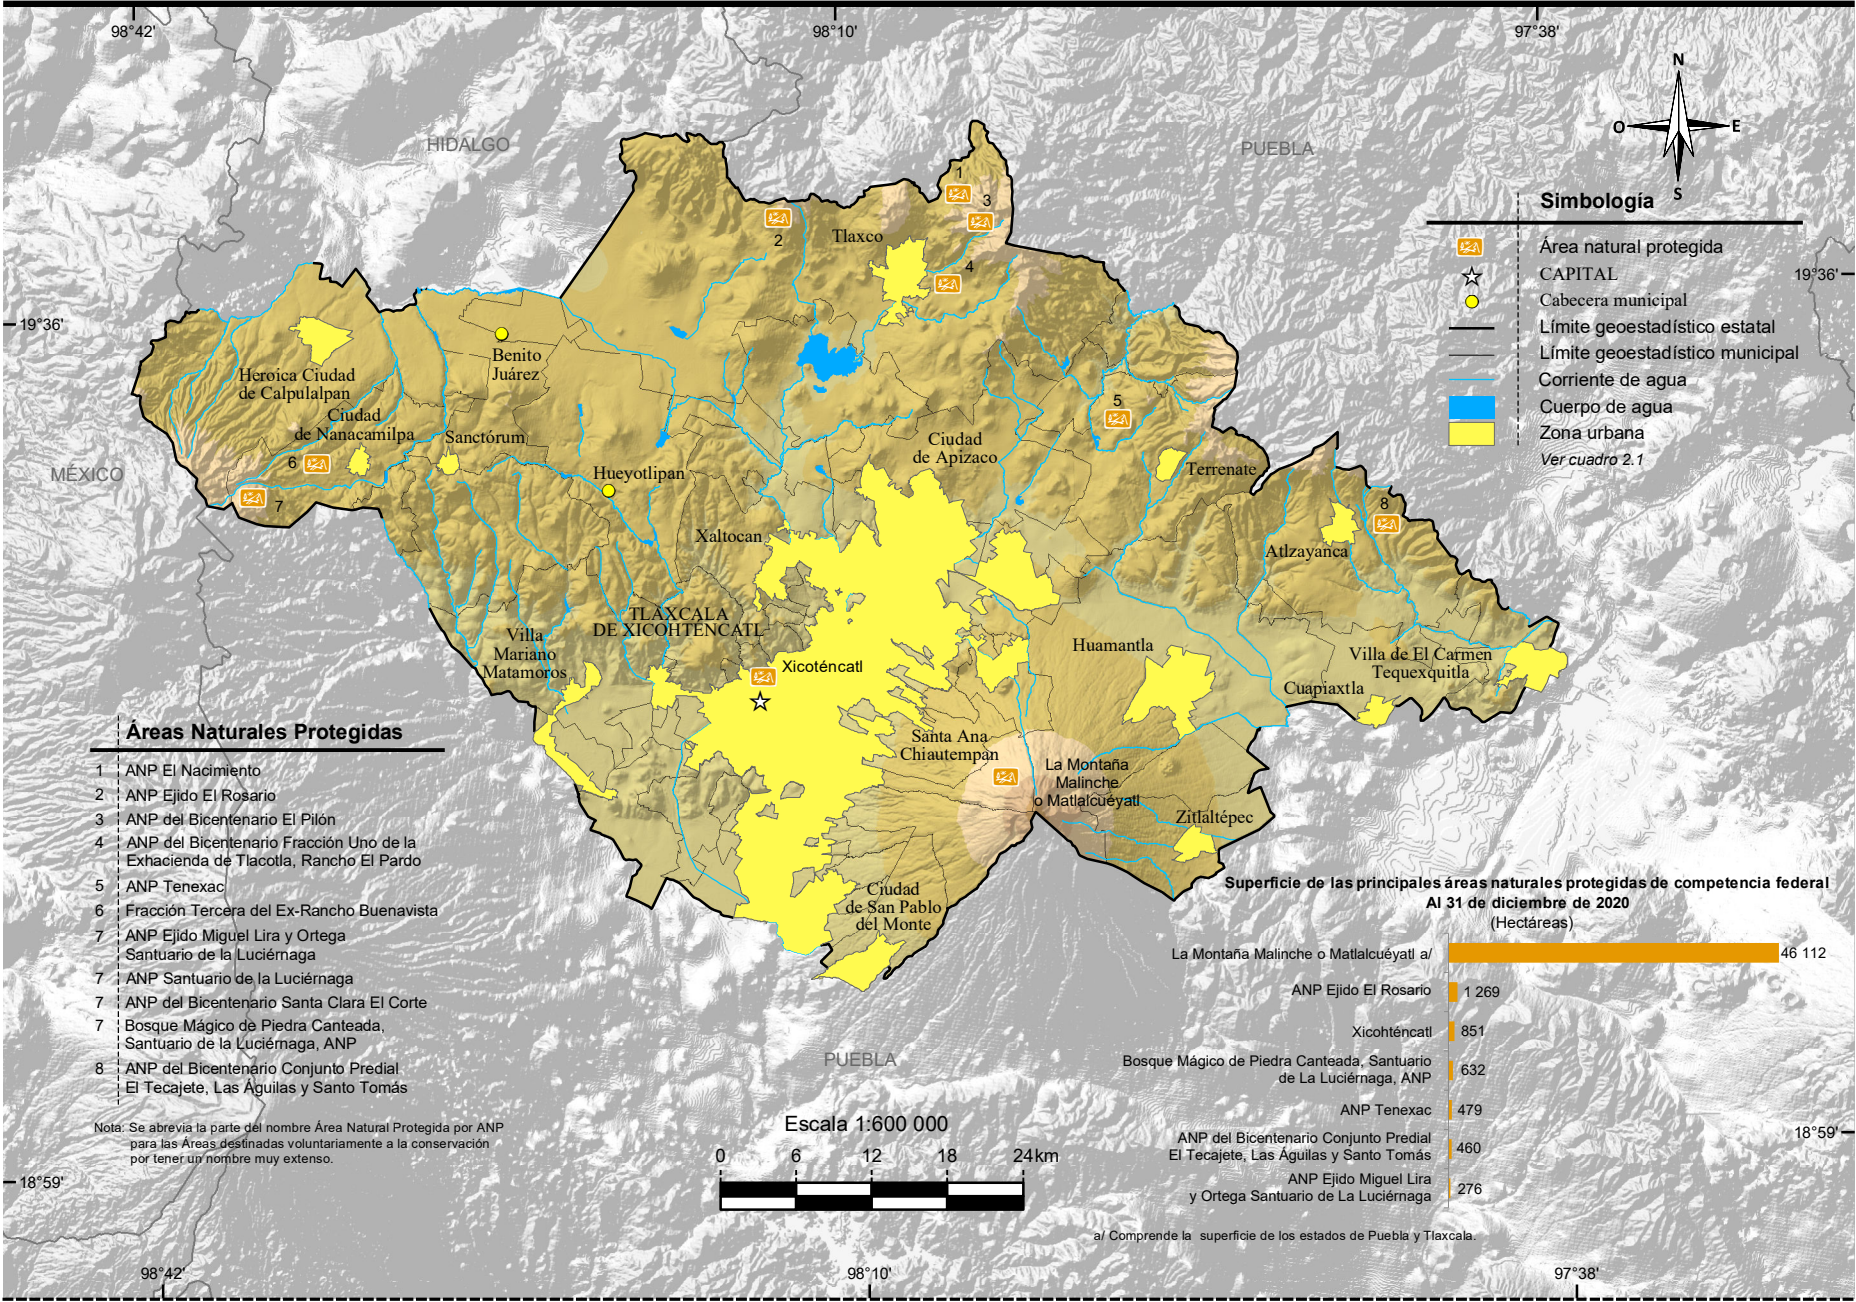 98°42'
98°10'
97°38'
HIDALGO
PUEBLA
N
O
E
S
Simbología
Área natural protegida
CAPITAL
Cabecera municipal
Límite geoestadístico estatal
Límite geoestadístico municipal
Corriente de agua
Cuerpo de agua
Zona urbana
Ver cuadro 2.1
19°36'
19°36'
1
3
2
Tlaxco
4
Benito
Juárez
Heroica Ciudad
de Calpulalpan
Ciudad
de Nanacamilpa
Sanctórum
5
Ciudad
de Apizaco
6
MÉXICO
Hueyotlipan
Terrenate
7
8
Xaltocan
Atlzayanca
TLAXCALA
DE XICOHTÉNCATL
Villa
Mariano
Matamoros
Xicoténcatl
Huamantla
Villa de El Carmen
Tequexquitla
Cuapiaxtla
Santa Ana
Chiautempan
La Montaña
Malinche
o Matlalcuéyatl
Zitlaltépec
Ciudad
de San Pablo
del Monte
Áreas Naturales Protegidas
1 ANP El Nacimiento
2 ANP Ejido El Rosario
3 ANP del Bicentenario El Pilón
4 ANP del Bicentenario Fracción Uno de la
Exhacienda de Tlacotla, Rancho El Pardo
5 ANP Tenexac
6 Fracción Tercera del Ex-Rancho Buenavista
7 ANP Ejido Miguel Lira y Ortega
Santuario de la Luciérnaga
7 ANP Santuario de la Luciérnaga
7 ANP del Bicentenario Santa Clara El Corte
7 Bosque Mágico de Piedra Canteada,
Santuario de la Luciérnaga, ANP
8 ANP del Bicentenario Conjunto Predial
El Tecajete, Las Águilas y Santo Tomás
Nota: Se abrevia la parte del nombre Área Natural Protegida por ANP
para las Áreas destinadas voluntariamente a la conservación
por tener un nombre muy extenso.
PUEBLA
Escala 1:600 000
0 6 12 18 24 km
Superficie de las principales áreas naturales protegidas de competencia federal
Al 31 de diciembre de 2020
(Hectáreas)
La Montaña Malinche o Matlalcuéyatl a/ 46 112
ANP Ejido El Rosario 1 269
Xicohténcatl 851
Bosque Mágico de Piedra Canteada, Santuario
de La Luciérnaga, ANP 632
ANP Tenexac 479
ANP del Bicentenario Conjunto Predial
El Tecajete, Las Águilas y Santo Tomás 460
ANP Ejido Miguel Lira
y Ortega Santuario de La Luciérnaga 276
a/ Comprende la superficie de los estados de Puebla y Tlaxcala.
18°59'
18°59'
98°42'
98°10'
97°38'